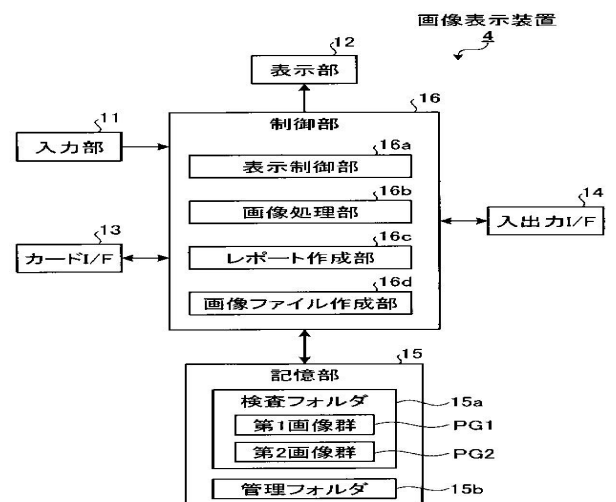 画像表示装置
4
12
表示部
16
制御部
11
入力部
16a
表示制御部
16b
画像処理部
14
入出力I/F
13
カードI/F
16c
レポート作成部
16d
画像ファイル作成部
15
記憶部
検査フォルダ
15a
第1画像群
PG1
第2画像群
PG2
管理フォルダ
15b